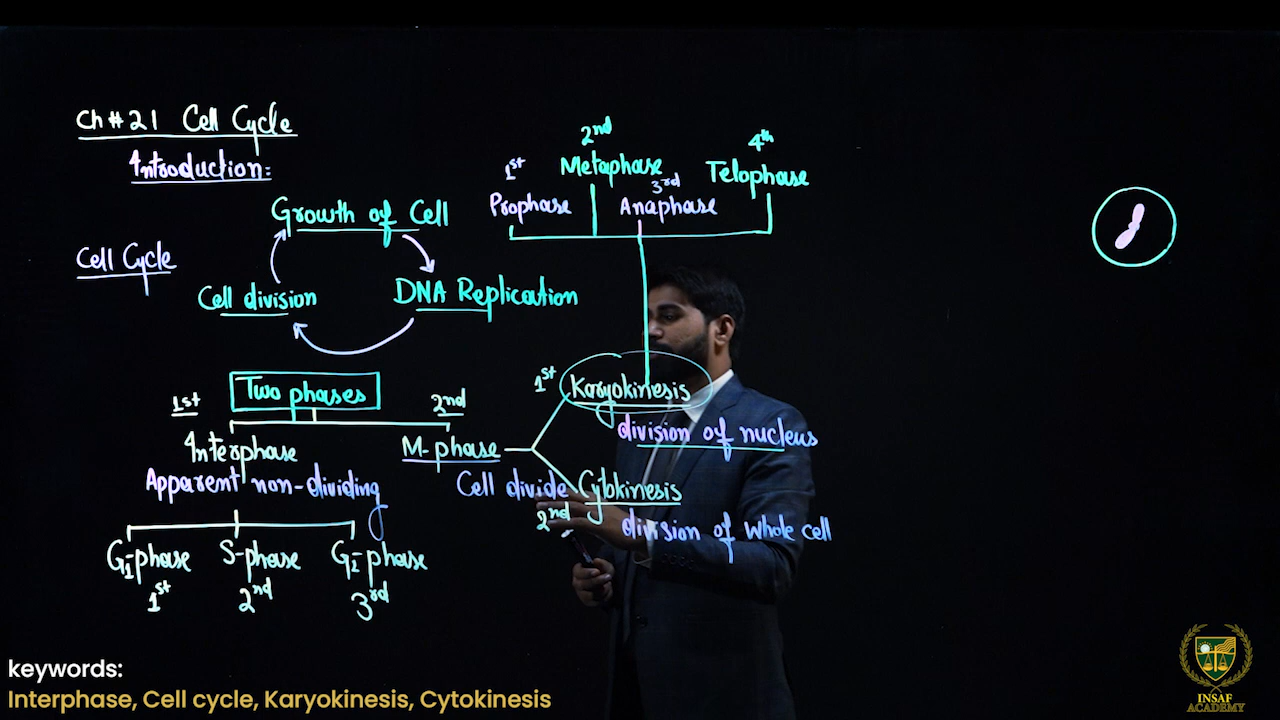 Ch # 21 Cell Cycle
Introduction:
Growth of Cell
Cell Cycle
Cell division
DNA Replication
Two phases
1st
2nd
Interphase
M-phase
Apparent non-dividing
Cell divide
G1-phase
S-phase
G2-phase
1st
2nd
3rd
1st
2nd
3rd
4th
Prophase
Metaphase
Anaphase
Telophase
1st
Karyokinesis
division of nucleus
2nd
Cytokinesis
division of whole cell
keywords:
Interphase, Cell cycle, Karyokinesis, Cytokinesis
INSAF
ACADEMY